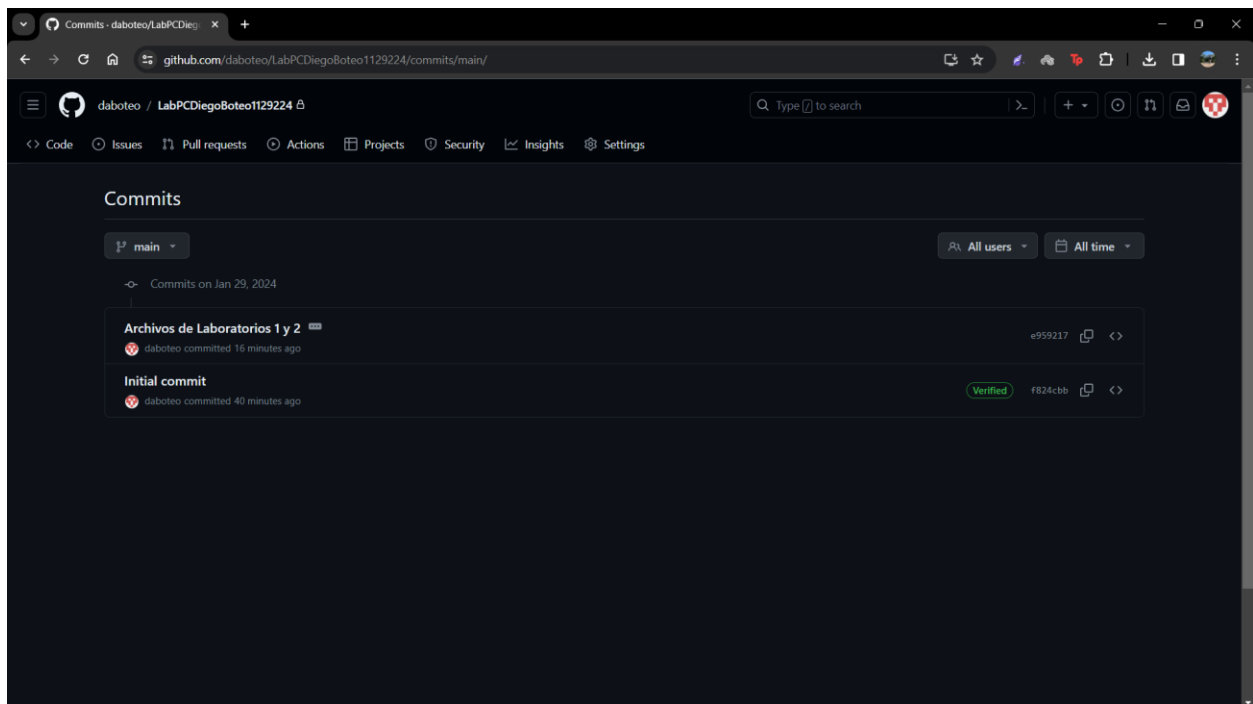 Commits · daboteo/LabPCDieg
github.com/daboteo/LabPCDiegoBoteo1129224/commits/main/
Tp
daboteo / LabPCDiegoBoteo1129224
Type / to search
Code Issues Pull requests Actions Projects Security Insights Settings
Commits
main All users All time
Commits on Jan 29, 2024
Archivos de Laboratorios 1 y 2
e959217
daboteo committed 16 minutes ago
Initial commit
Verified f824cbb
daboteo committed 40 minutes ago